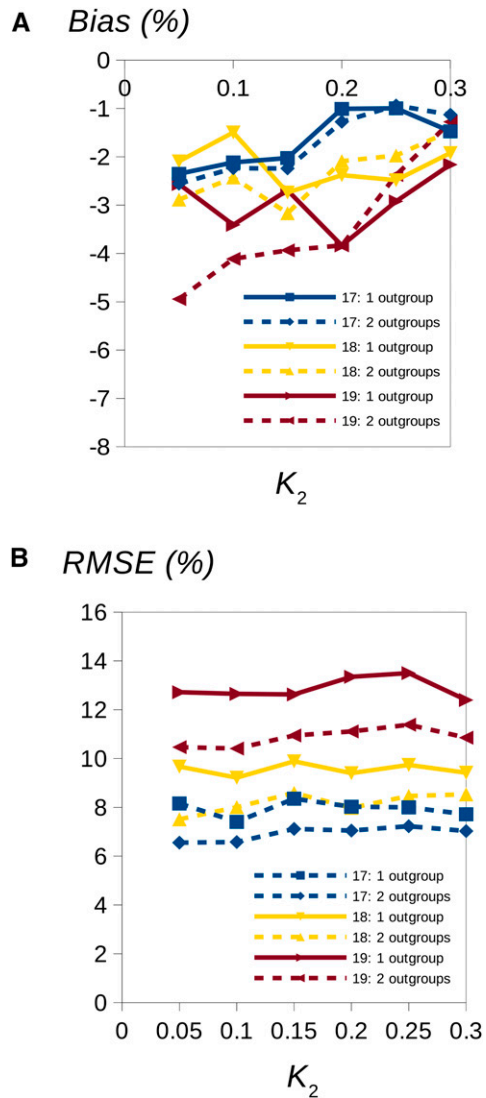 A Bias (%)
0
0 0.1 0.2 0.3
-1
-2
-3
-4
-5
-6
-7
-8
17: 1 outgroup
17: 2 outgroups
18: 1 outgroup
18: 2 outgroups
19: 1 outgroup
19: 2 outgroups
K2
B RMSE (%)
16
14
12
10
8
6
4
2
0
17: 1 outgroup
17: 2 outgroups
18: 1 outgroup
18: 2 outgroups
19: 1 outgroup
19: 2 outgroups
0 0.05 0.1 0.15 0.2 0.25 0.3
K2